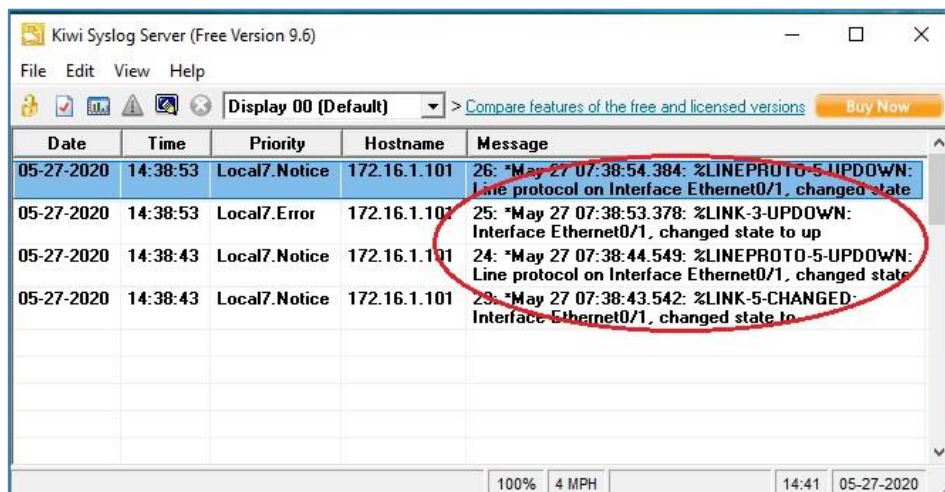 Kiwi Syslog Server (Free Version 9.6)
File Edit View Help
Display 00 (Default) > Compare features of the free and licensed versions Buy Now
Date Time Priority Hostname Message
05-27-2020 14:38:53 Local7.Notice 172.16.1.101 26: *May 27 07:38:54.384: %LINEPROTO-5-UPDOWN:
Line protocol on Interface Ethernet0/1, changed state
05-27-2020 14:38:53 Local7.Error 172.16.1.101 25: *May 27 07:38:53.378: %LINK-3-UPDOWN:
Interface Ethernet0/1, changed state to up
05-27-2020 14:38:43 Local7.Notice 172.16.1.101 24: *May 27 07:38:44.549: %LINEPROTO-5-UPDOWN:
Line protocol on Interface Ethernet0/1, changed state
05-27-2020 14:38:43 Local7.Notice 172.16.1.101 23: *May 27 07:38:43.542: %LINK-5-CHANGED:
Interface Ethernet0/1, changed state to
100% 4 MPH 14:41 05-27-2020